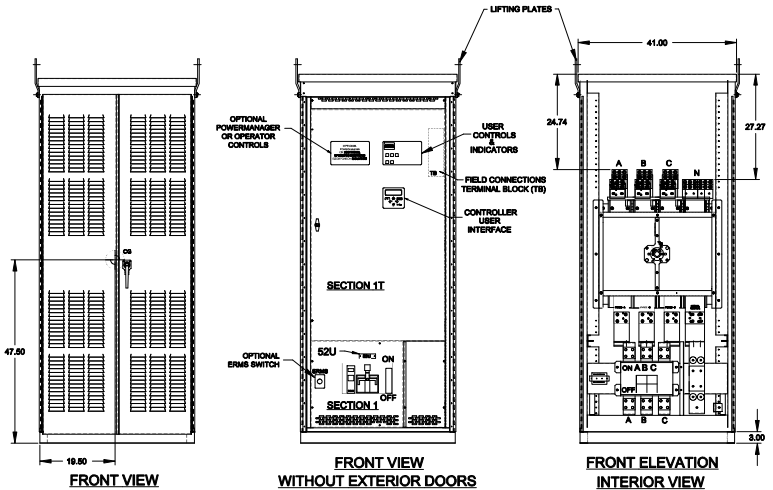 LIFTING PLATES
41.00
24.74
27.27
OPTIONAL
POWERMANAGER
OR OPERATOR
CONTROLS
USER
CONTROLS
&
INDICATORS
TB
FIELD CONNECTIONS
TERMINAL BLOCK (TB)
CONTROLLER
USER
INTERFACE
A
B
C
N
CS
47.50
SECTION 1T
OPTIONAL
ERMS SWITCH
ERMS
52U
ON
OFF
SECTION 1
ON A B C
OFF
A B C
3.00
19.50
FRONT VIEW
FRONT VIEW
WITHOUT EXTERIOR DOORS
FRONT ELEVATION
INTERIOR VIEW